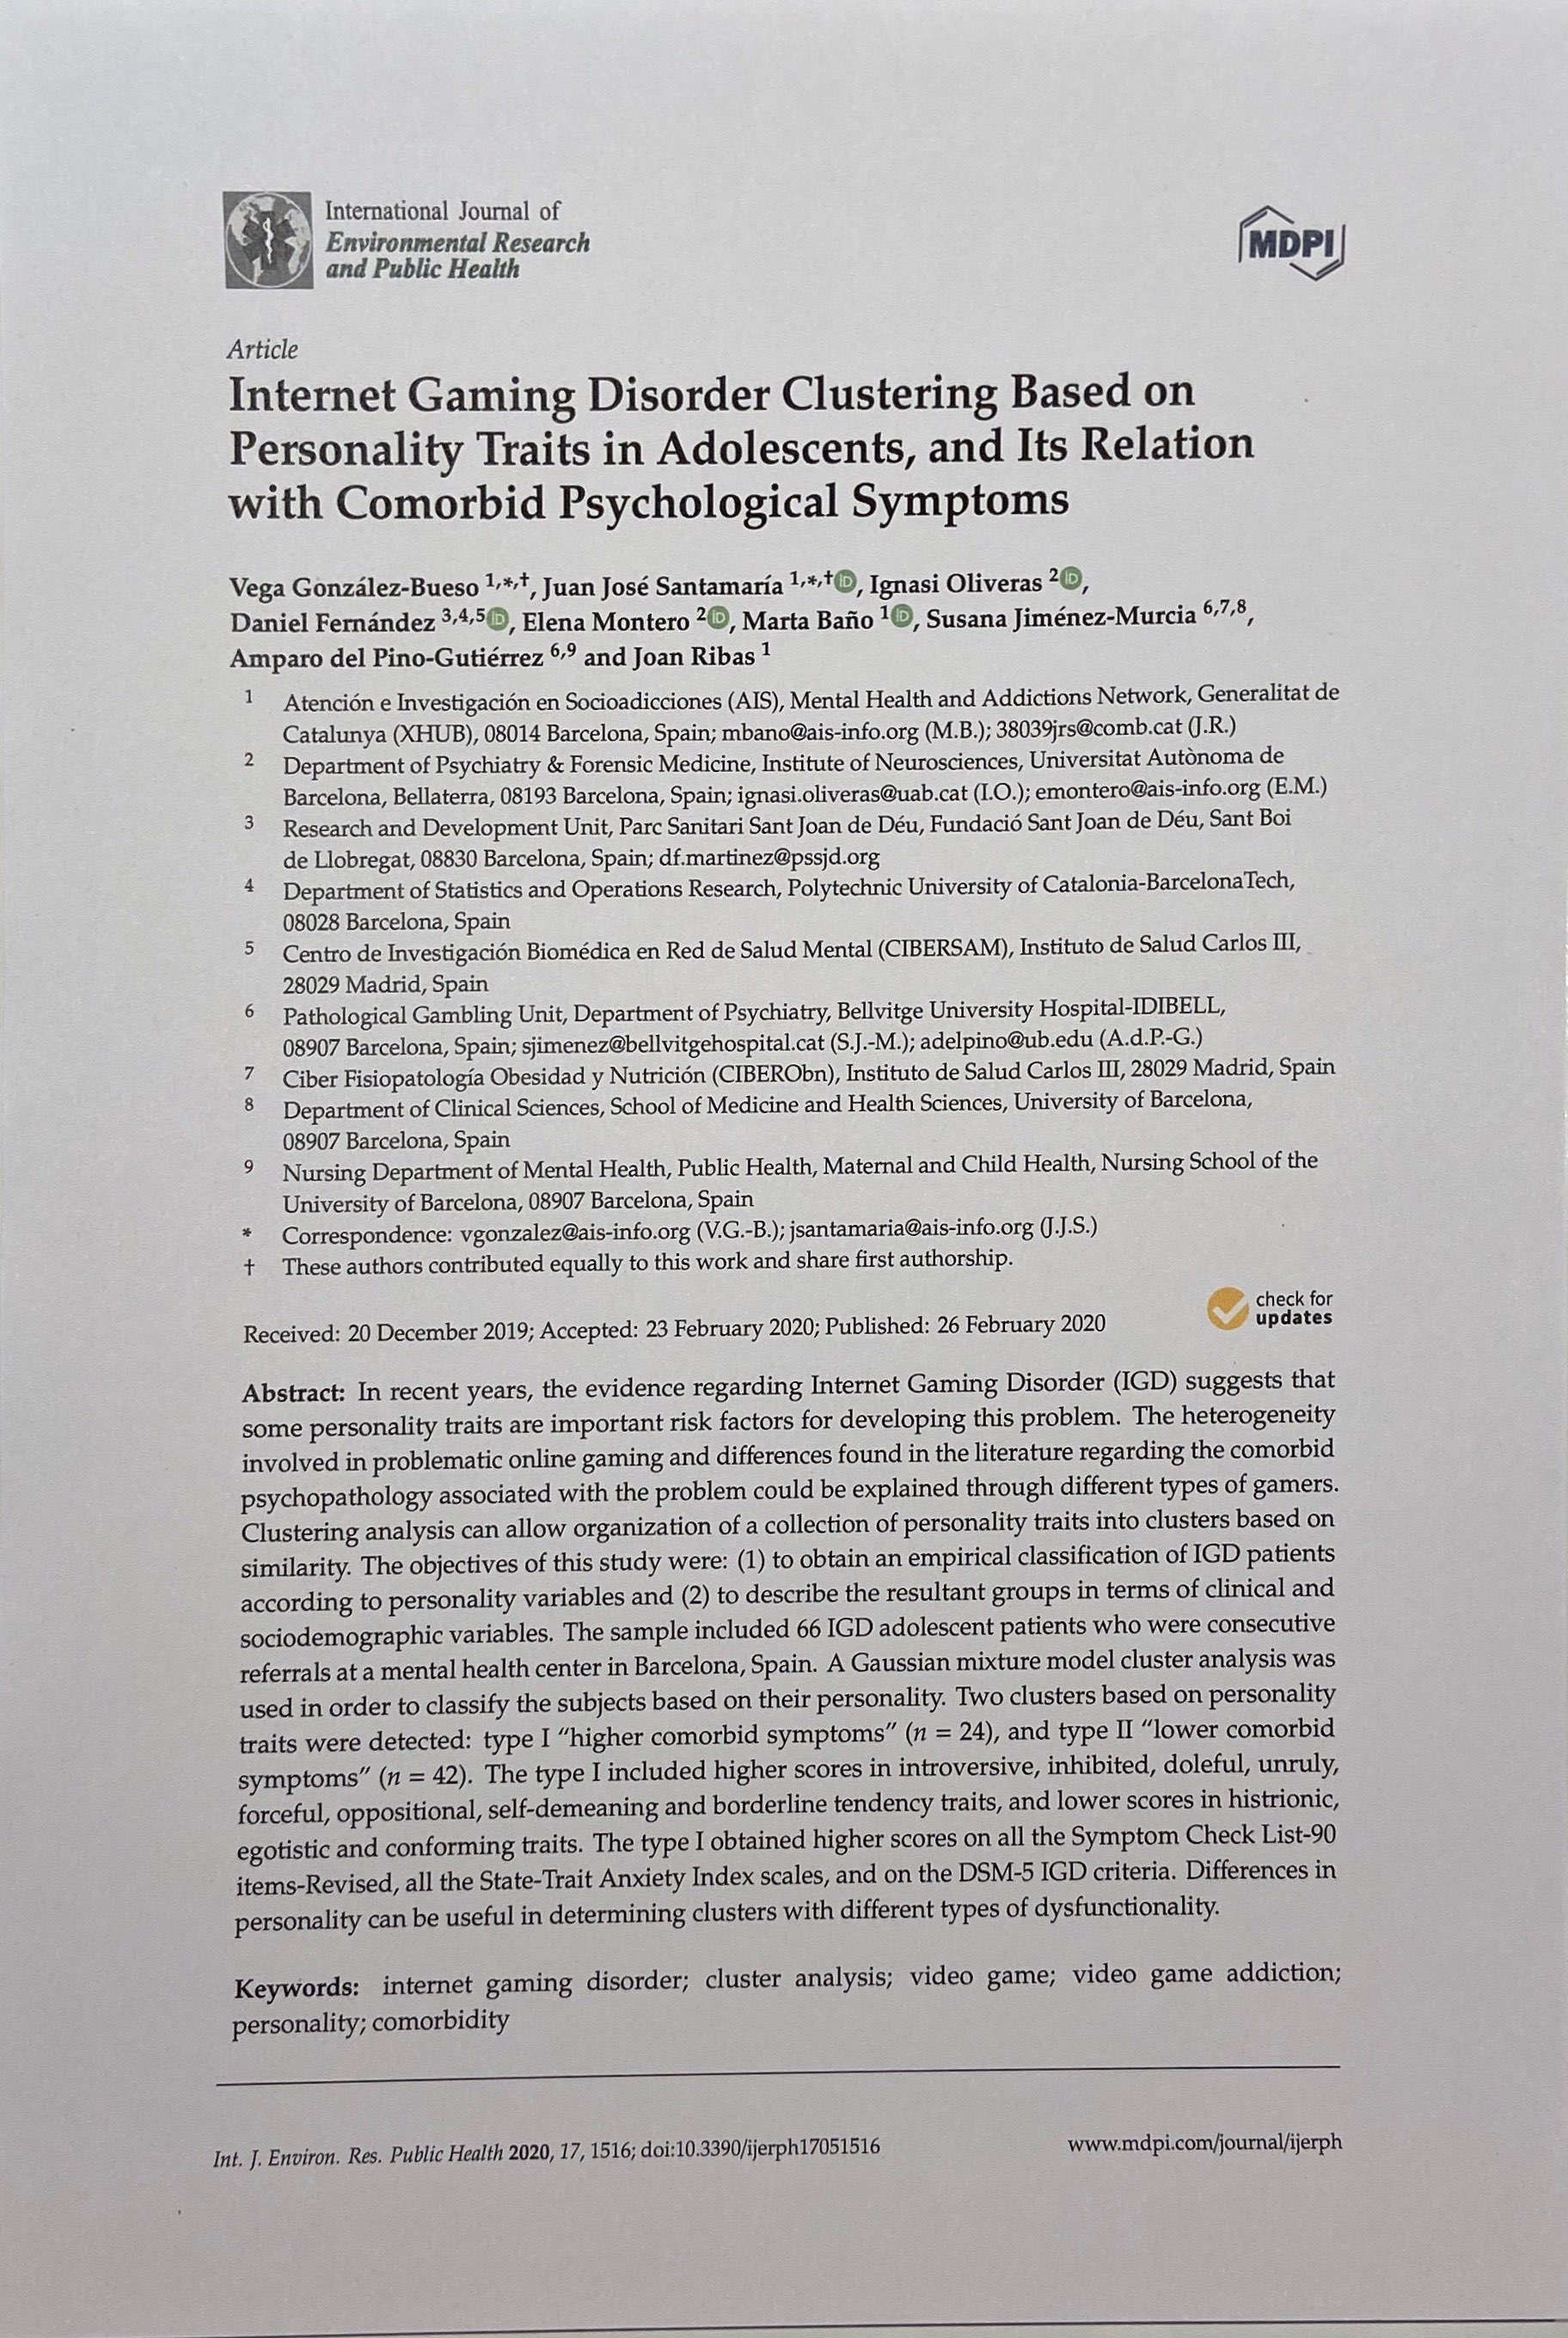 International Journal of
Environmental Research
and Public Health
MDPI
Article
Internet Gaming Disorder Clustering Based on
Personality Traits in Adolescents, and Its Relation
with Comorbid Psychological Symptoms
Vega González-Bueso 1,*,†, Juan José Santamaría 1,*,† iD, Ignasi Oliveras 2 iD,
Daniel Fernández 3,4,5 iD, Elena Montero 2 iD, Marta Baño 1 iD, Susana Jiménez-Murcia 6,7,8,
Amparo del Pino-Gutiérrez 6,9 and Joan Ribas 1
1 Atención e Investigación en Socioadicciones (AIS), Mental Health and Addictions Network, Generalitat de
Catalunya (XHUB), 08014 Barcelona, Spain; mbano@ais-info.org (M.B.); 38039jrs@comb.cat (J.R.)
2 Department of Psychiatry & Forensic Medicine, Institute of Neurosciences, Universitat Autònoma de
Barcelona, Bellaterra, 08193 Barcelona, Spain; ignasi.oliveras@uab.cat (I.O.); emontero@ais-info.org (E.M.)
3 Research and Development Unit, Parc Sanitari Sant Joan de Déu, Fundació Sant Joan de Déu, Sant Boi
de Llobregat, 08830 Barcelona, Spain; df.martinez@pssjd.org
4 Department of Statistics and Operations Research, Polytechnic University of Catalonia-BarcelonaTech,
08028 Barcelona, Spain
5 Centro de Investigación Biomédica en Red de Salud Mental (CIBERSAM), Instituto de Salud Carlos III,
28029 Madrid, Spain
6 Pathological Gambling Unit, Department of Psychiatry, Bellvitge University Hospital-IDIBELL,
08907 Barcelona, Spain; sjimenez@bellvitgehospital.cat (S.J.-M.); adelpino@ub.edu (A.d.P.-G.)
7 Ciber Fisiopatología Obesidad y Nutrición (CIBERObn), Instituto de Salud Carlos III, 28029 Madrid, Spain
8 Department of Clinical Sciences, School of Medicine and Health Sciences, University of Barcelona,
08907 Barcelona, Spain
9 Nursing Department of Mental Health, Public Health, Maternal and Child Health, Nursing School of the
University of Barcelona, 08907 Barcelona, Spain
* Correspondence: vgonzalez@ais-info.org (V.G.-B.); jsantamaria@ais-info.org (J.J.S.)
† These authors contributed equally to this work and share first authorship.
check for
updates
Received: 20 December 2019; Accepted: 23 February 2020; Published: 26 February 2020
Abstract: In recent years, the evidence regarding Internet Gaming Disorder (IGD) suggests that
some personality traits are important risk factors for developing this problem. The heterogeneity
involved in problematic online gaming and differences found in the literature regarding the comorbid
psychopathology associated with the problem could be explained through different types of gamers.
Clustering analysis can allow organization of a collection of personality traits into clusters based on
similarity. The objectives of this study were: (1) to obtain an empirical classification of IGD patients
according to personality variables and (2) to describe the resultant groups in terms of clinical and
sociodemographic variables. The sample included 66 IGD adolescent patients who were consecutive
referrals at a mental health center in Barcelona, Spain. A Gaussian mixture model cluster analysis was
used in order to classify the subjects based on their personality. Two clusters based on personality
traits were detected: type I “higher comorbid symptoms” (n = 24), and type II “lower comorbid
symptoms” (n = 42). The type I included higher scores in introversive, inhibited, doleful, unruly,
forceful, oppositional, self-demeaning and borderline tendency traits, and lower scores in histrionic,
egotistic and conforming traits. The type I obtained higher scores on all the Symptom Check List-90
items-Revised, all the State-Trait Anxiety Index scales, and on the DSM-5 IGD criteria. Differences in
personality can be useful in determining clusters with different types of dysfunctionality.
Keywords: internet gaming disorder; cluster analysis; video game; video game addiction;
personality; comorbidity
Int. J. Environ. Res. Public Health 2020, 17, 1516; doi:10.3390/ijerph17051516
www.mdpi.com/journal/ijerph